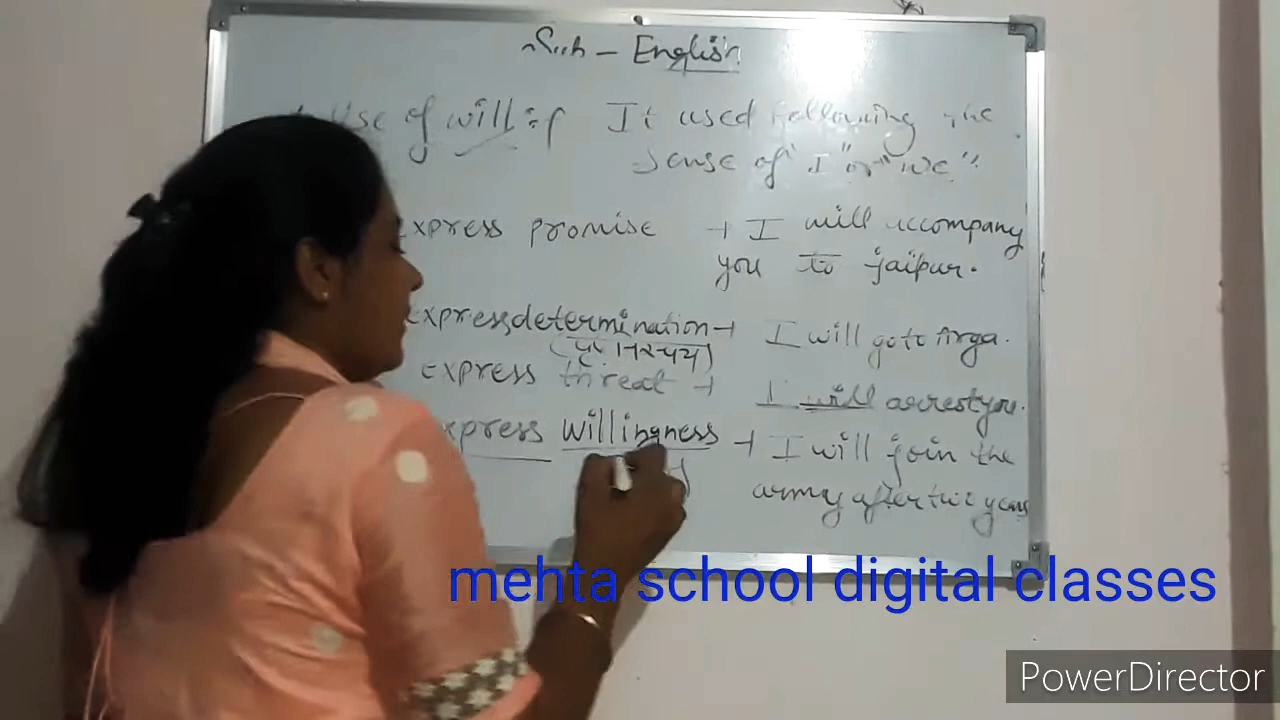 – English
Use of will :- It used following the
sense of "I" or "we".
express promise → I will accompany
you to jaipur.
express determination → I will go to
express threat → I will arrest you.
express willingness → I will join the
army after two years
mehta school digital classes
PowerDirector